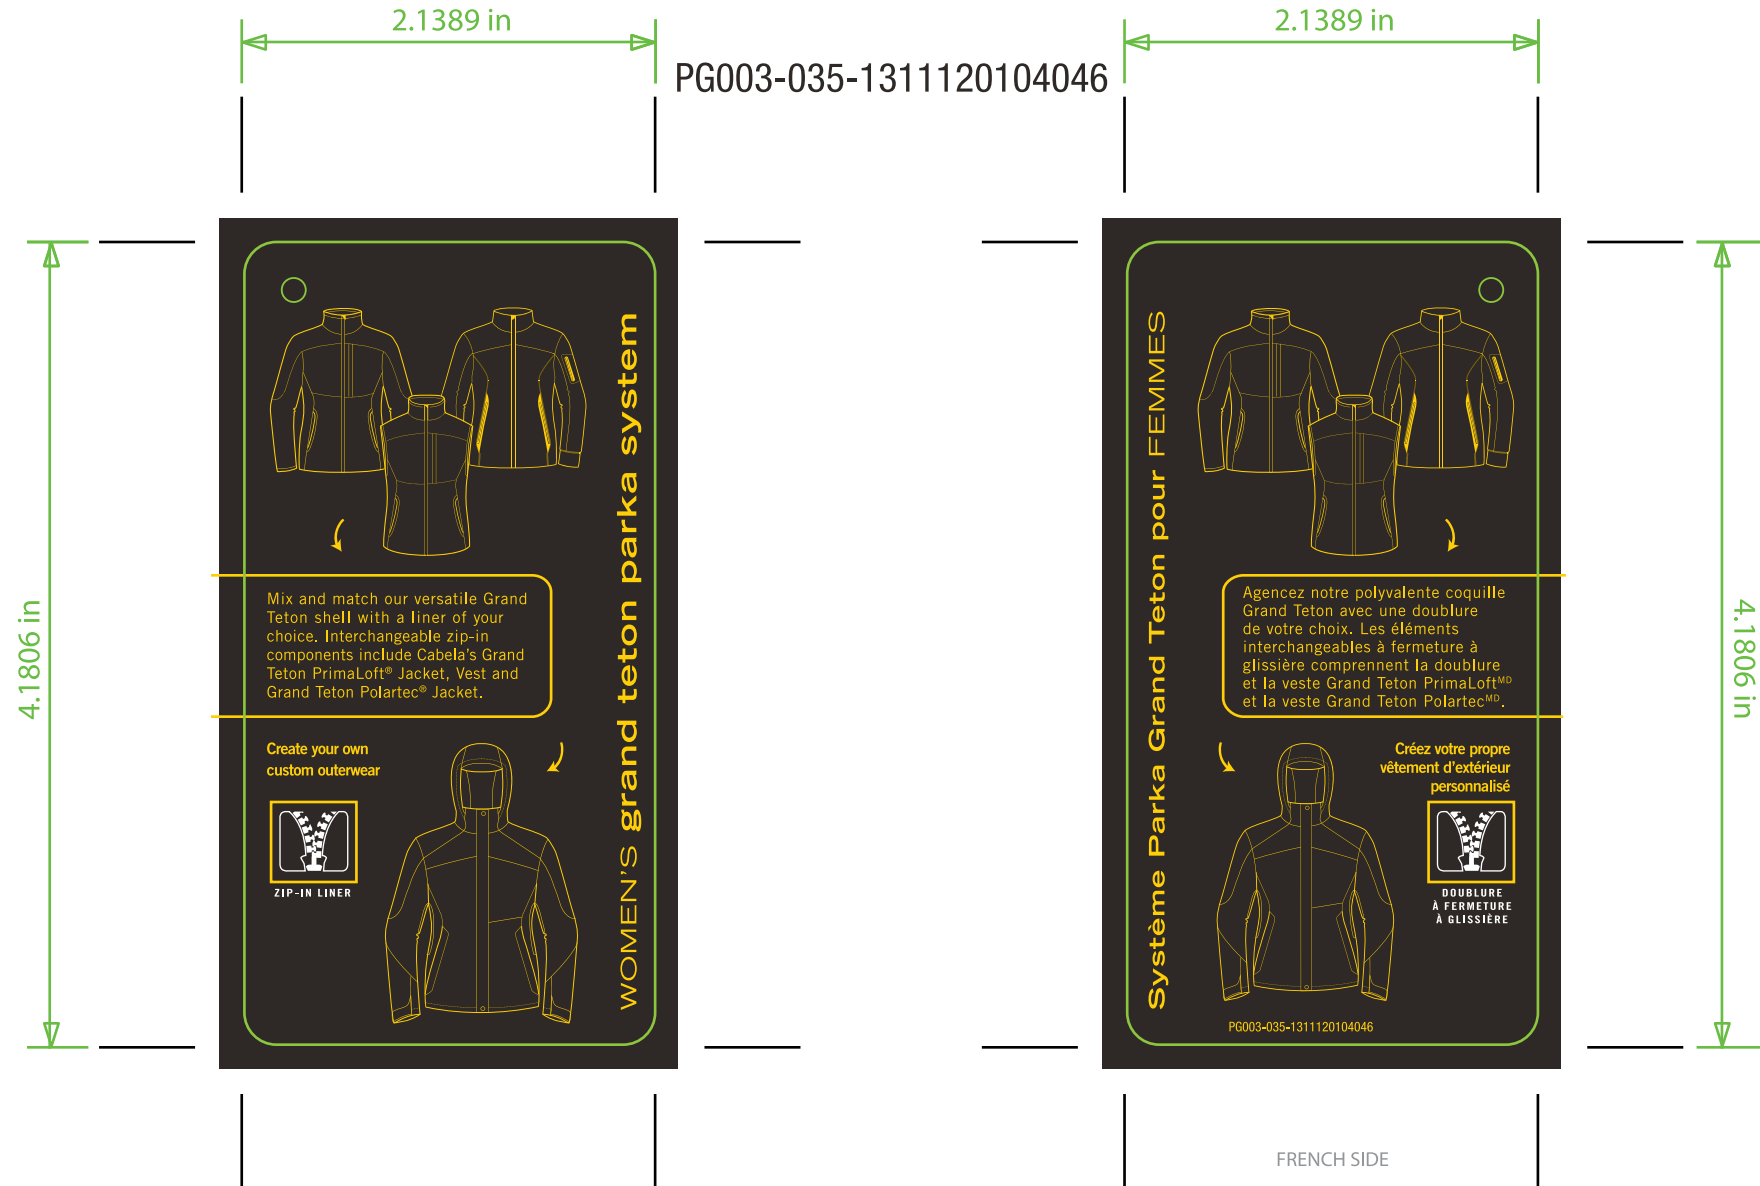 2.1389 in
2.1389 in
PG003-035-1311120104046
4.1806 in
WOMEN'S grand teton parka system
Mix and match our versatile Grand
Teton shell with a liner of your
choice. Interchangeable zip-in
components include Cabela's Grand
Teton PrimaLoft® Jacket, Vest and
Grand Teton Polartec® Jacket.
Create your own
custom outerwear
ZIP-IN LINER
Système Parka Grand Teton pour FEMMES
Agencez notre polyvalente coquille
Grand Teton avec une doublure
de votre choix. Les éléments
interchangeables à fermeture à
glissière comprennent la doublure
et la veste Grand Teton PrimaLoftMD
et la veste Grand Teton PolartecMD.
Créez votre propre
vêtement d'extérieur
personnalisé
DOUBLURE
À FERMETURE
À GLISSIÈRE
PG003-035-1311120104046
4.1806 in
FRENCH SIDE